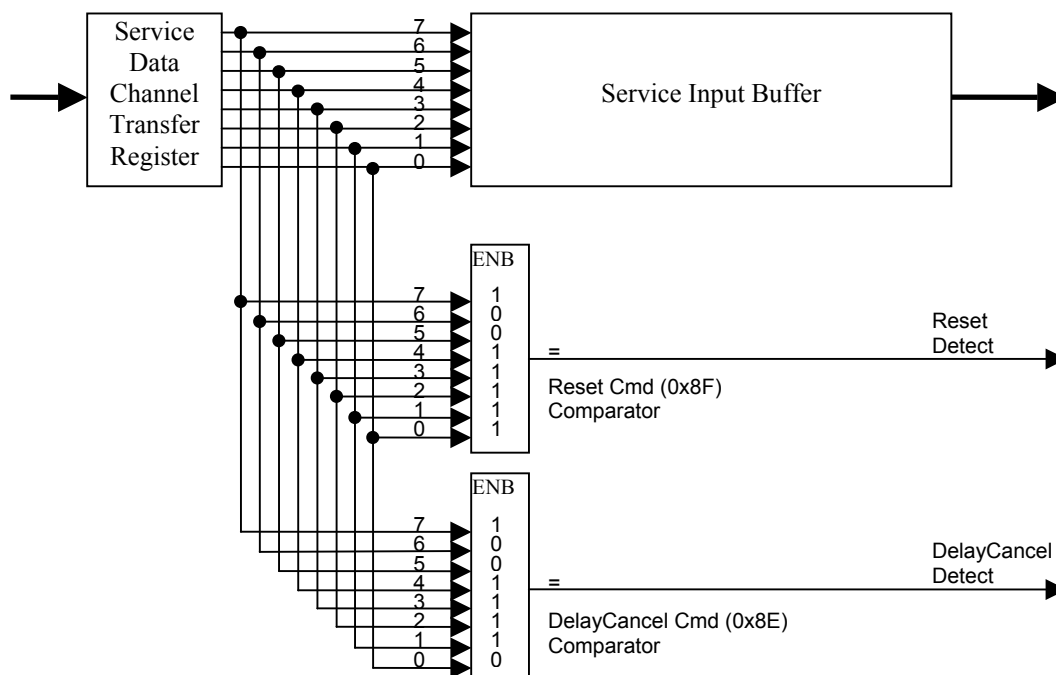 Service
Data
Channel
Transfer
Register
7
6
5
4
3
2
1
0
Service Input Buffer
ENB
7 1
6 0
5 0
4 1
3 1
2 1
1 1
0 1
=
Reset Cmd (0x8F)
Comparator
Reset
Detect
ENB
7 1
6 0
5 0
4 1
3 1
2 1
1 1
0 0
=
DelayCancel Cmd (0x8E)
Comparator
DelayCancel
Detect